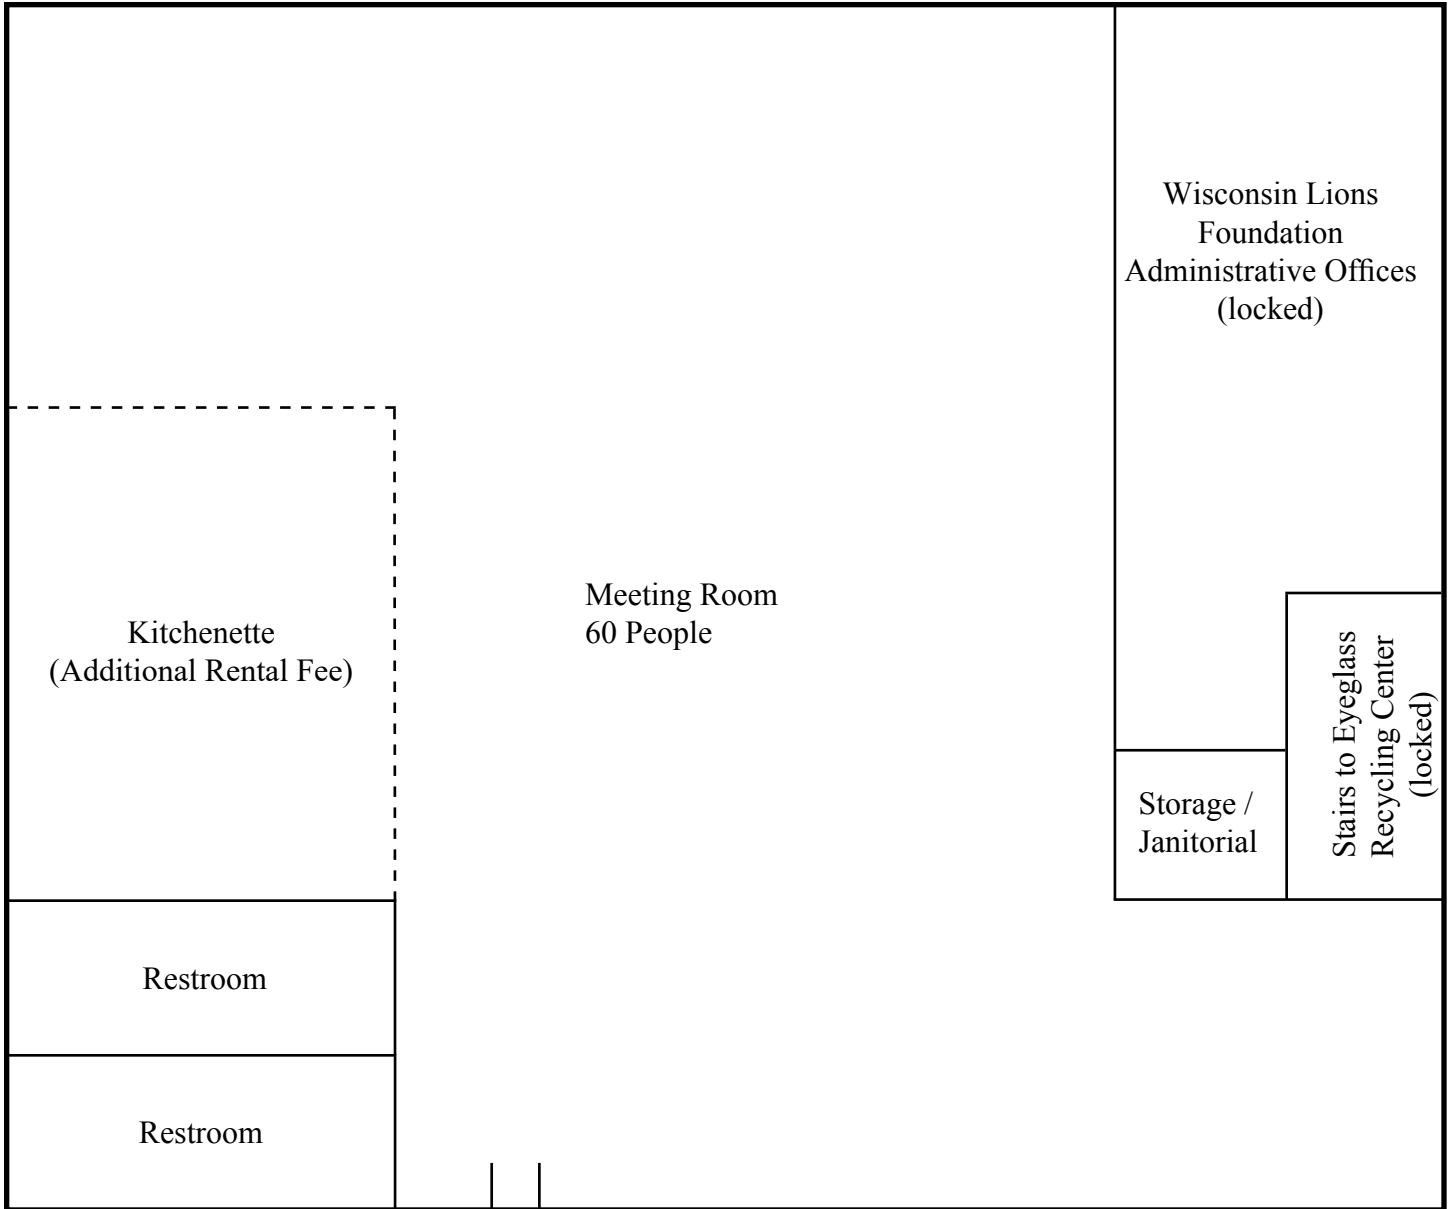 Wisconsin Lions
Foundation
Administrative Offices
(locked)
Meeting Room
60 People
Kitchenette
(Additional Rental Fee)
Stairs to Eyeglass
Recycling Center
(locked)
Storage /
Janitorial
Restroom
Restroom